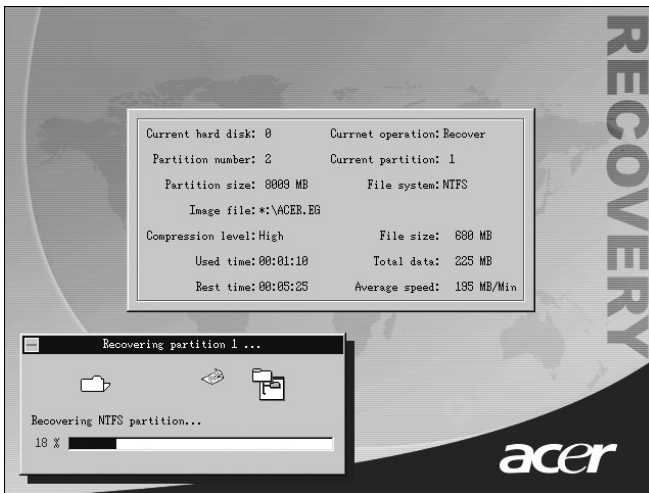 RECOVERY
Current hard disk: 0 Currnet operation: Recover
Partition number: 2 Current partition: 1
Partition size: 8009 MB File system: NTFS
Image file: *:\ACER.EG
Compression level: High File size: 680 MB
Used time: 00:01:10 Total data: 225 MB
Rest time: 00:05:25 Average speed: 195 MB/Min
Recovering partition 1 ...
Recovering NTFS partition...
18 %
acer